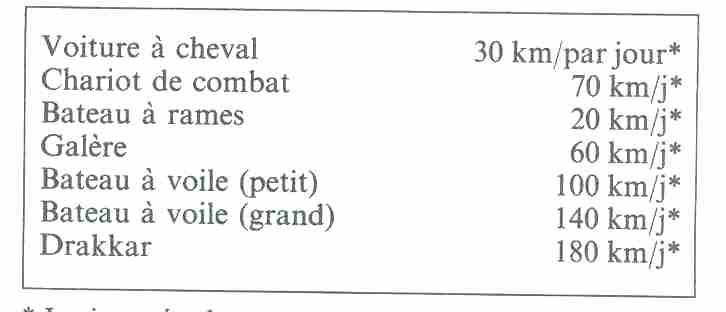 Voiture à cheval 30 km/par jour*
Chariot de combat 70 km/j*
Bateau à rames 20 km/j*
Galère 60 km/j*
Bateau à voile (petit) 100 km/j*
Bateau à voile (grand) 140 km/j*
Drakkar 180 km/j*